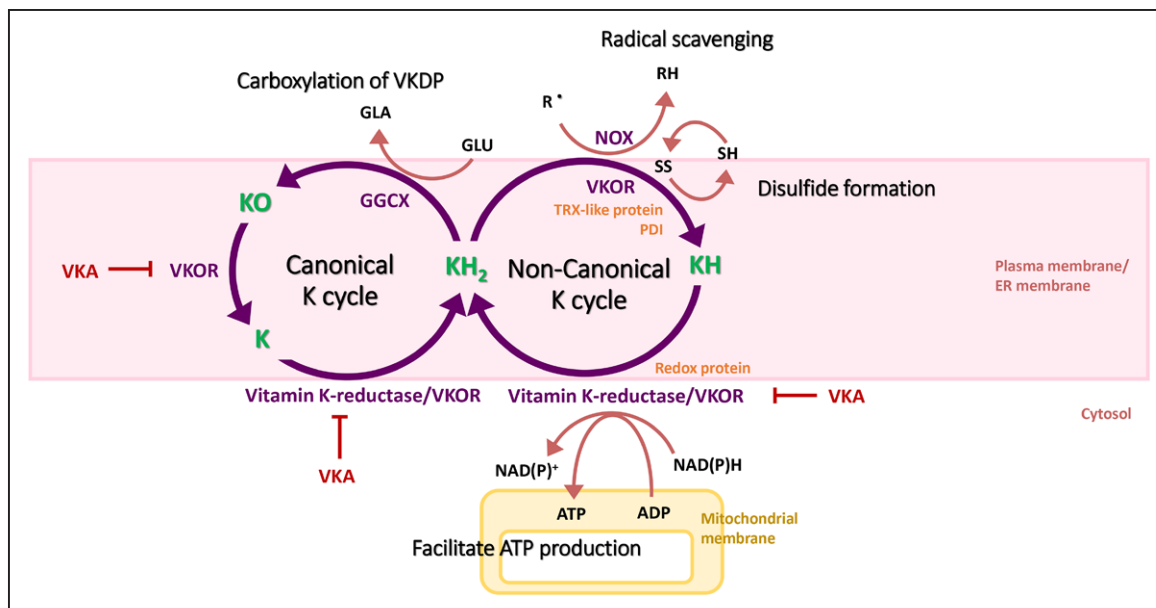 Radical scavenging
Carboxylation of VKDP
RH
R •
GLA
NOX
GLU
SH
SS
VKOR
Disulfide formation
GGCX
KO
TRX-like protein
PDI
Canonical
K cycle
KH₂
Non-Canonical
K cycle
KH
VKA
VKOR
Plasma membrane/
ER membrane
K
Redox protein
Vitamin K-reductase/VKOR
Vitamin K-reductase/VKOR
VKA
Cytosol
VKA
NAD(P)⁺
NAD(P)H
ATP
ADP
Mitochondrial
membrane
Facilitate ATP production